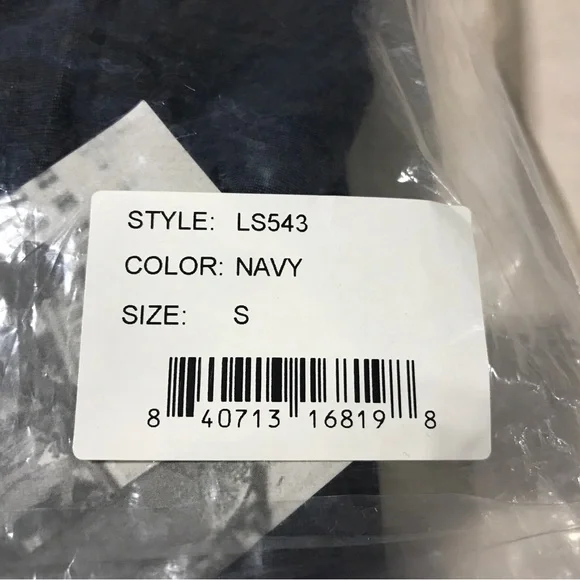 STYLE: LS543
COLOR: NAVY
SIZE: S
8 40713 16819 8